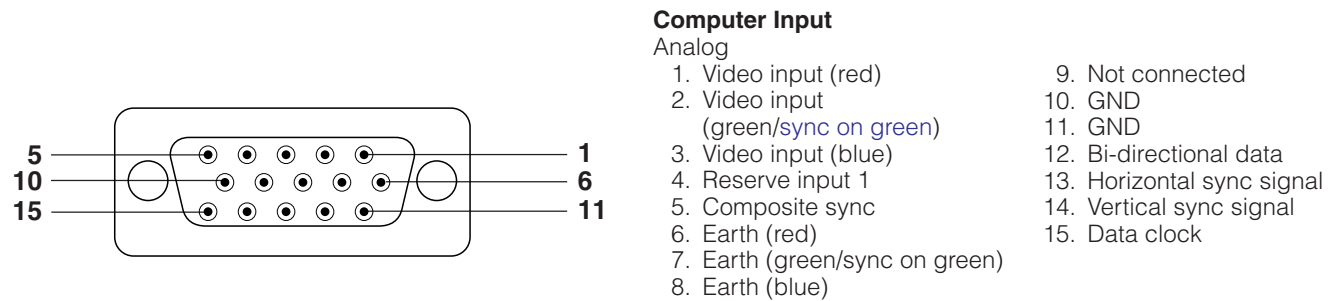 5
10
15
1
6
11
Computer Input
Analog
1. Video input (red)
2. Video input
(green/sync on green)
3. Video input (blue)
4. Reserve input 1
5. Composite sync
6. Earth (red)
7. Earth (green/sync on green)
8. Earth (blue)
9. Not connected
10. GND
11. GND
12. Bi-directional data
13. Horizontal sync signal
14. Vertical sync signal
15. Data clock